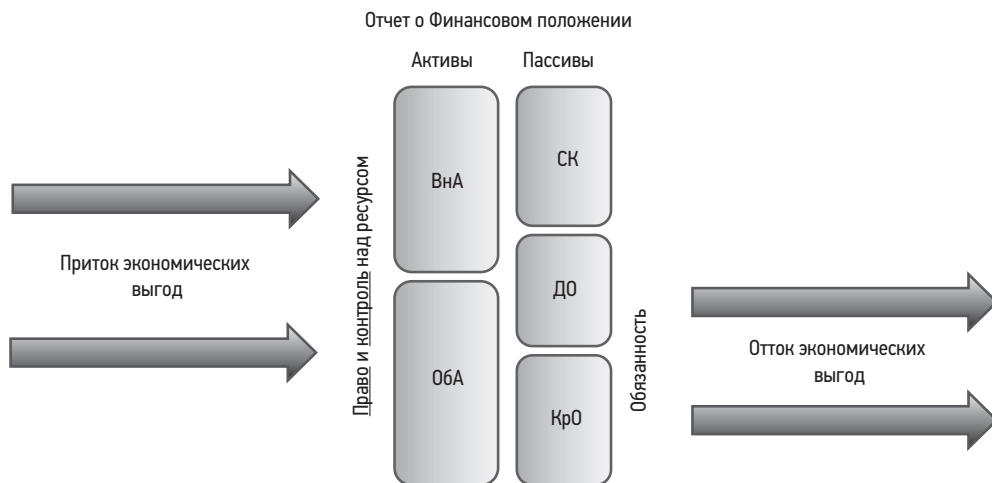 Отчет о Финансовом положении
Активы
Пассивы
Приток экономических
выгод
Право и контроль над ресурсом
ВнА
ОбА
СК
ДО
КрО
Обязанность
Отток экономических
выгод